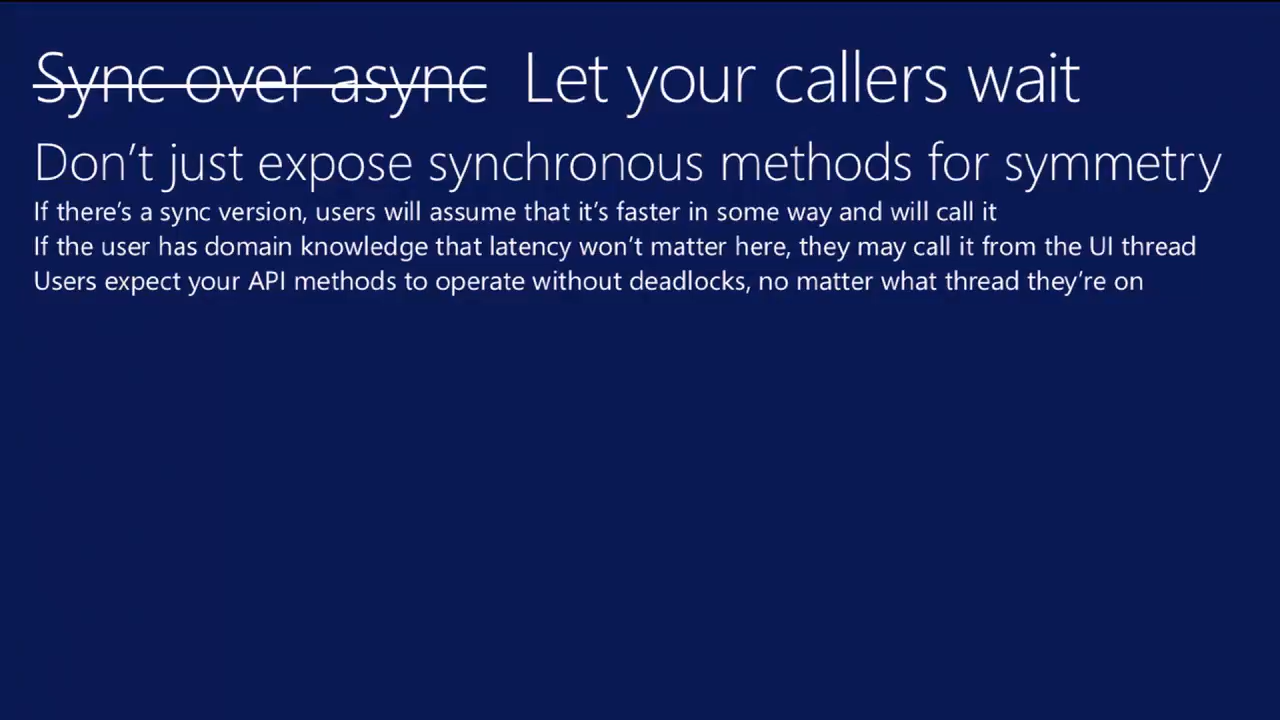 Sync over async Let your callers wait
Don't just expose synchronous methods for symmetry
If there's a sync version, users will assume that it's faster in some way and will call it
If the user has domain knowledge that latency won't matter here, they may call it from the UI thread
Users expect your API methods to operate without deadlocks, no matter what thread they're on